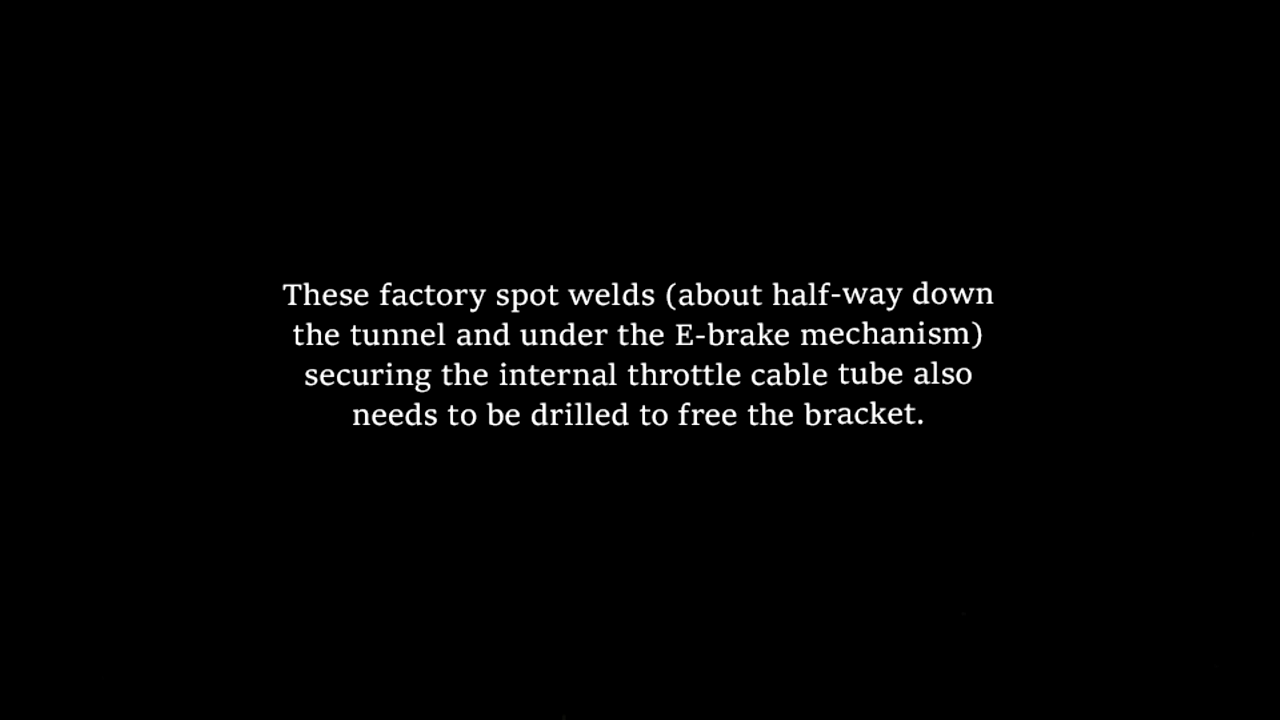 These factory spot welds (about half-way down
the tunnel and under the E-brake mechanism)
securing the internal throttle cable tube also
needs to be drilled to free the bracket.